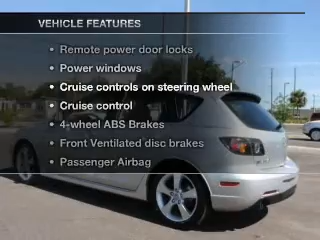 VEHICLE FEATURES
• Remote power door locks
• Power windows
• Cruise controls on steering wheel
• Cruise control
• 4-wheel ABS Brakes
• Front Ventilated disc brakes
• Passenger Airbag